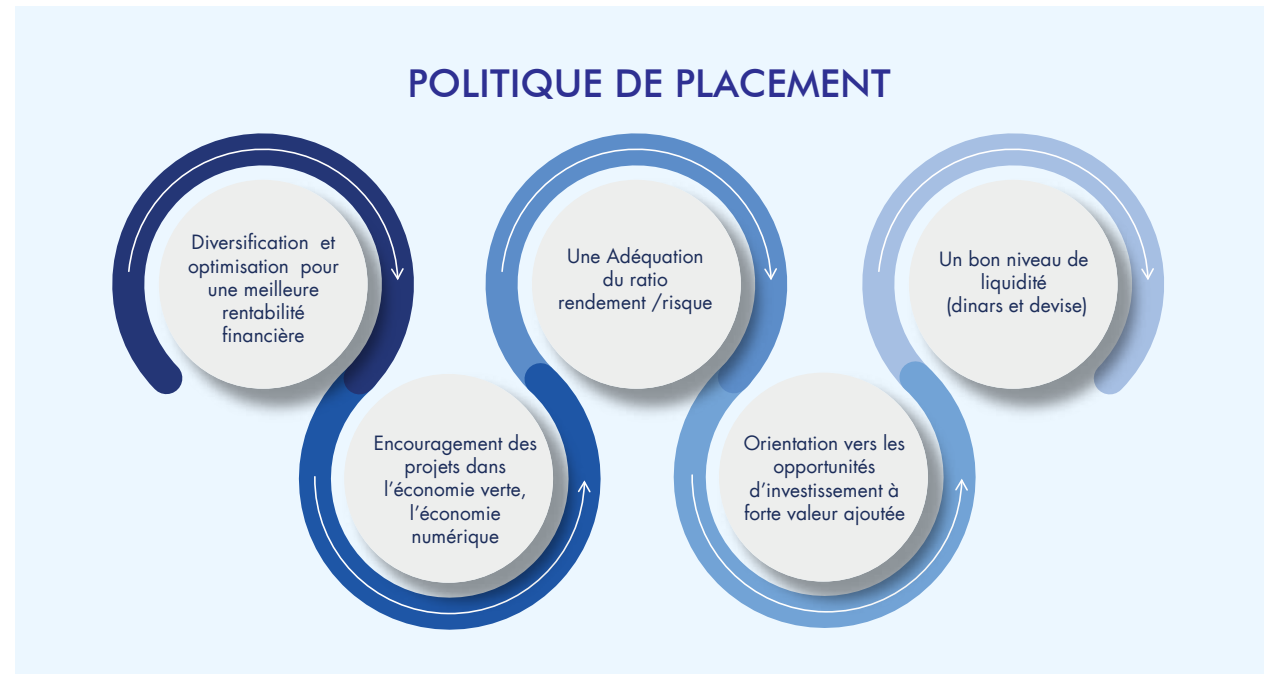 POLITIQUE DE PLACEMENT
Diversification et
optimisation pour
une meilleure
rentabilité
financière
Encouragement des
projets dans
l’économie verte,
l’économie
numérique
Une Adéquation
du ratio
rendement /risque
Orientation vers les
opportunités
d’investissement à
forte valeur ajoutée
Un bon niveau de
liquidité
(dinars et devise)